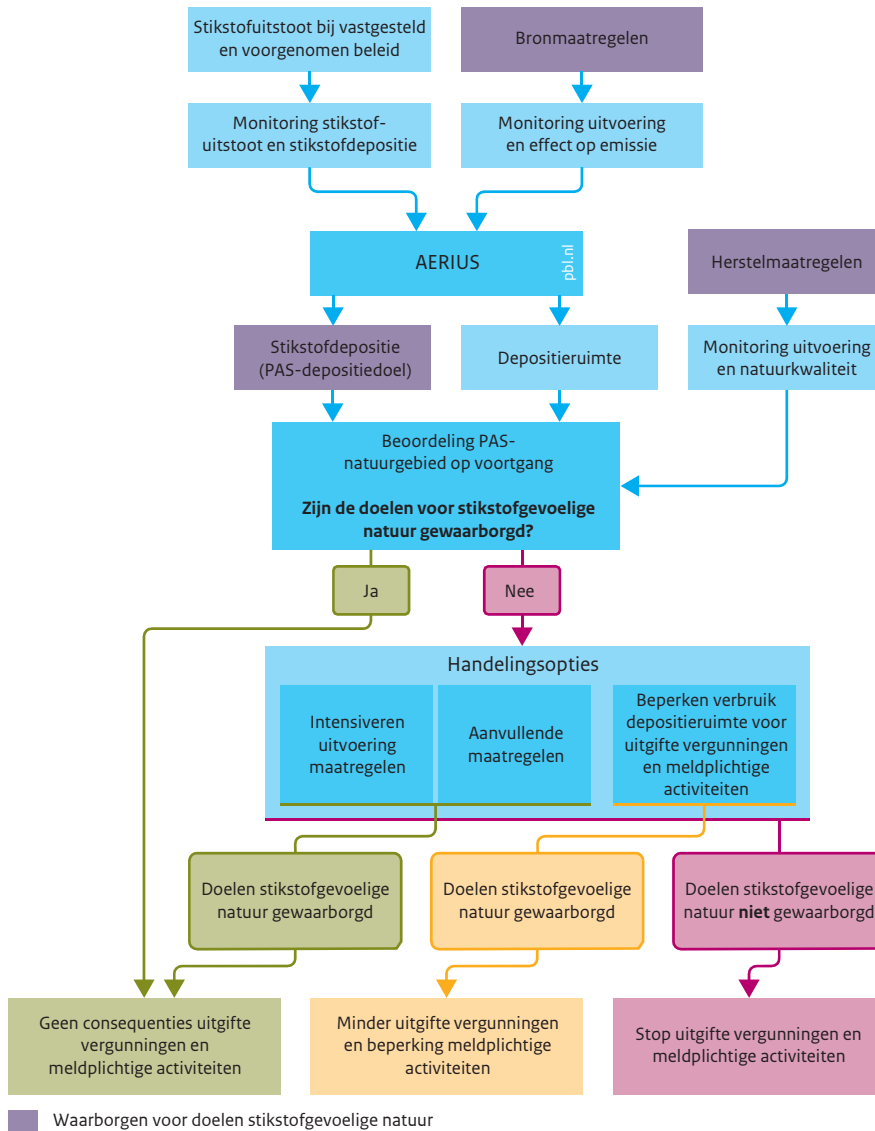 Stikstofuitstoot bij vastgesteld
en voorgenomen beleid
Bronmaatregelen
Monitoring stikstof-
uitstoot en stikstofdepositie
Monitoring uitvoering
en effect op emissie
AERIUS
pbl.nl
Herstelmaatregelen
Stikstofdepositie
(PAS-depositiedoel)
Depositieruimte
Monitoring uitvoering
en natuurkwaliteit
Beoordeling PAS-
natuurgebied op voortgang
Zijn de doelen voor stikstofgevoelige
natuur gewaarborgd?
Ja
Nee
Handelingsopties
Intensiveren
uitvoering
maatregelen
Aanvullende
maatregelen
Beperken verbruik
depositieruimte voor
uitgifte vergunningen
en meldplichtige
activiteiten
Doelen stikstofgevoelige
natuur gewaarborgd
Doelen stikstofgevoelige
natuur gewaarborgd
Doelen stikstofgevoelige
natuur niet gewaarborgd
Geen consequenties uitgifte
vergunningen en
meldplichtige activiteiten
Minder uitgifte vergunningen
en beperking meldplichtige
activiteiten
Stop uitgifte vergunningen en
meldplichtige activiteiten
Waarborgen voor doelen stikstofgevoelige natuur